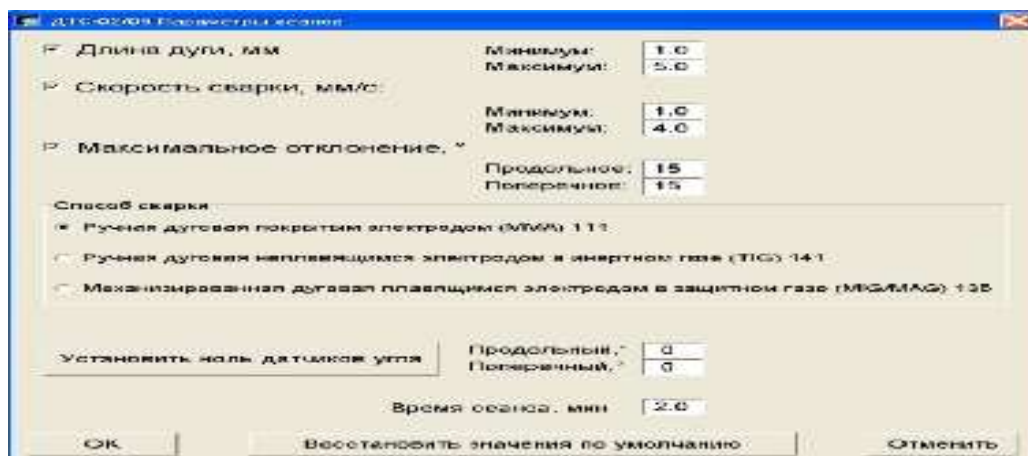 ДТС-02/09 Параметры сеанса
Длина дуги, мм
Минимум: 1.0
Максимум: 5.0
Скорость сварки, мм/с:
Минимум: 1.0
Максимум: 4.0
Максимальное отклонение, °
Продольное: 15
Поперечное: 15
Способ сварки
Ручная дуговая покрытым электродом (MMA) 111
Ручная дуговая неплавящимся электродом в инертном газе (TIG) 141
Механизированная дуговая плавящимся электродом в защитном газе (MIG/MAG) 135
Установить ноль датчиков угла
Продольный,° 0
Поперечный,° 0
Время сеанса, мин 2.0
ОК Восстановить значения по умолчанию Отменить